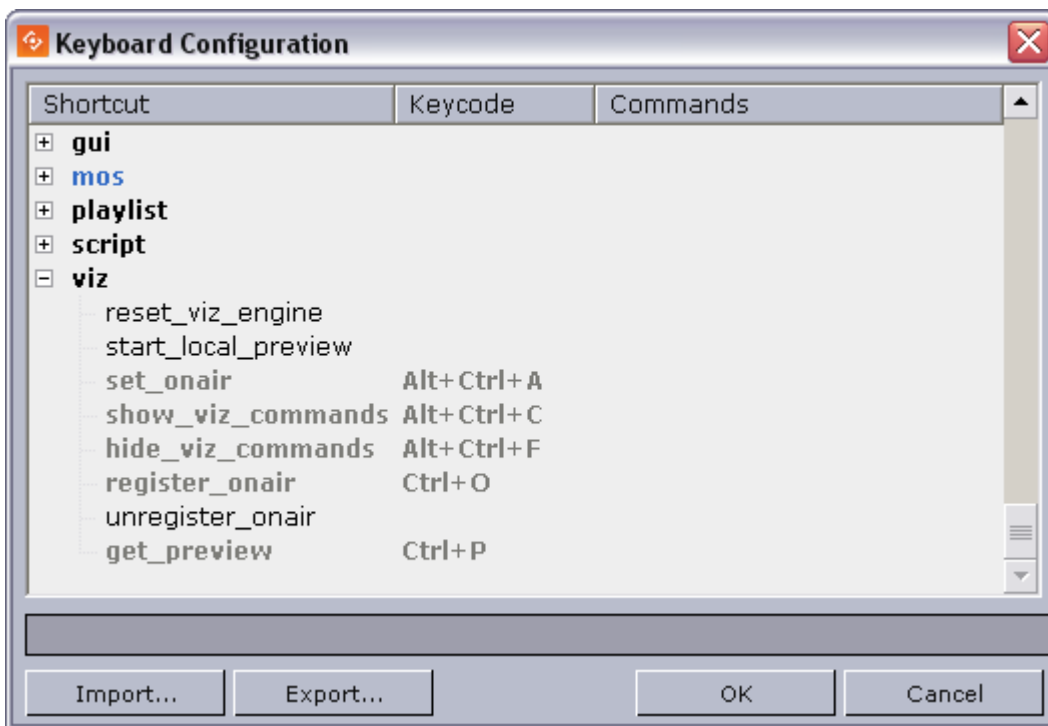 Keyboard Configuration
Shortcut Keycode Commands
gui
mos
playlist
script
viz
reset_viz_engine
start_local_preview
set_onair Alt+Ctrl+A
show_viz_commands Alt+Ctrl+C
hide_viz_commands Alt+Ctrl+F
register_onair Ctrl+O
unregister_onair
get_preview Ctrl+P
Import... Export... OK Cancel